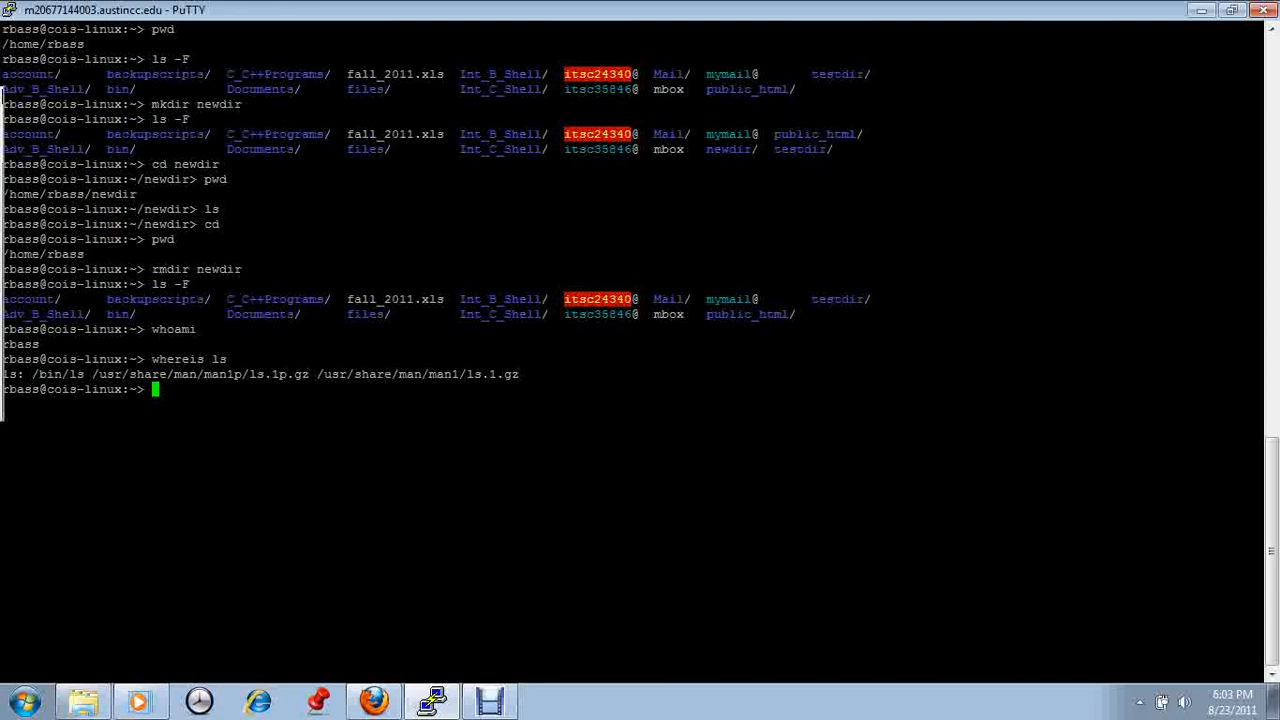 m20677144003.austincc.edu - PuTTY
rbass@cois-linux:~> pwd
/home/rbass
rbass@cois-linux:~> ls -F
account/ backupscripts/ C_C++Programs/ fall_2011.xls Int_B_Shell/ itsc24340@ Mail/ mymail@ testdir/
Adv_B_Shell/ bin/ Documents/ files/ Int_C_Shell/ itsc35846@ mbox public_html/
rbass@cois-linux:~> mkdir newdir
rbass@cois-linux:~> ls -F
account/ backupscripts/ C_C++Programs/ fall_2011.xls Int_B_Shell/ itsc24340@ Mail/ mymail@ public_html/
Adv_B_Shell/ bin/ Documents/ files/ Int_C_Shell/ itsc35846@ mbox newdir/ testdir/
rbass@cois-linux:~> cd newdir
rbass@cois-linux:~/newdir> pwd
/home/rbass/newdir
rbass@cois-linux:~/newdir> ls
rbass@cois-linux:~/newdir> cd
rbass@cois-linux:~> pwd
/home/rbass
rbass@cois-linux:~> rmdir newdir
rbass@cois-linux:~> ls -F
account/ backupscripts/ C_C++Programs/ fall_2011.xls Int_B_Shell/ itsc24340@ Mail/ mymail@ testdir/
Adv_B_Shell/ bin/ Documents/ files/ Int_C_Shell/ itsc35846@ mbox public_html/
rbass@cois-linux:~> whoami
rbass
rbass@cois-linux:~> whereis ls
ls: /bin/ls /usr/share/man/man1p/ls.1p.gz /usr/share/man/man1/ls.1.gz
rbass@cois-linux:~>
6:03 PM
8/23/2011